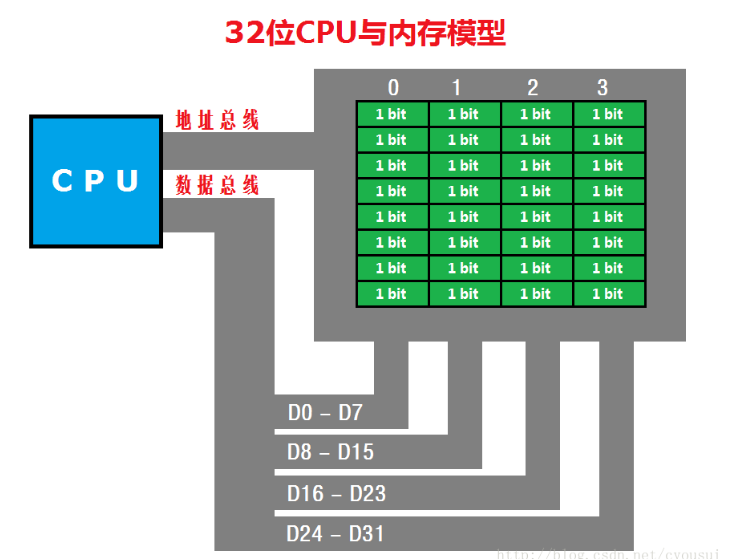 32位CPU与内存模型
0 1 2 3
地址总线
1 bit 1 bit 1 bit 1 bit
1 bit 1 bit 1 bit 1 bit
1 bit 1 bit 1 bit 1 bit
CPU
数据总线
1 bit 1 bit 1 bit 1 bit
1 bit 1 bit 1 bit 1 bit
1 bit 1 bit 1 bit 1 bit
1 bit 1 bit 1 bit 1 bit
1 bit 1 bit 1 bit 1 bit
D0 – D7
D8 – D15
D16 – D23
D24 – D31
http://blog.csdn.net/cyousui